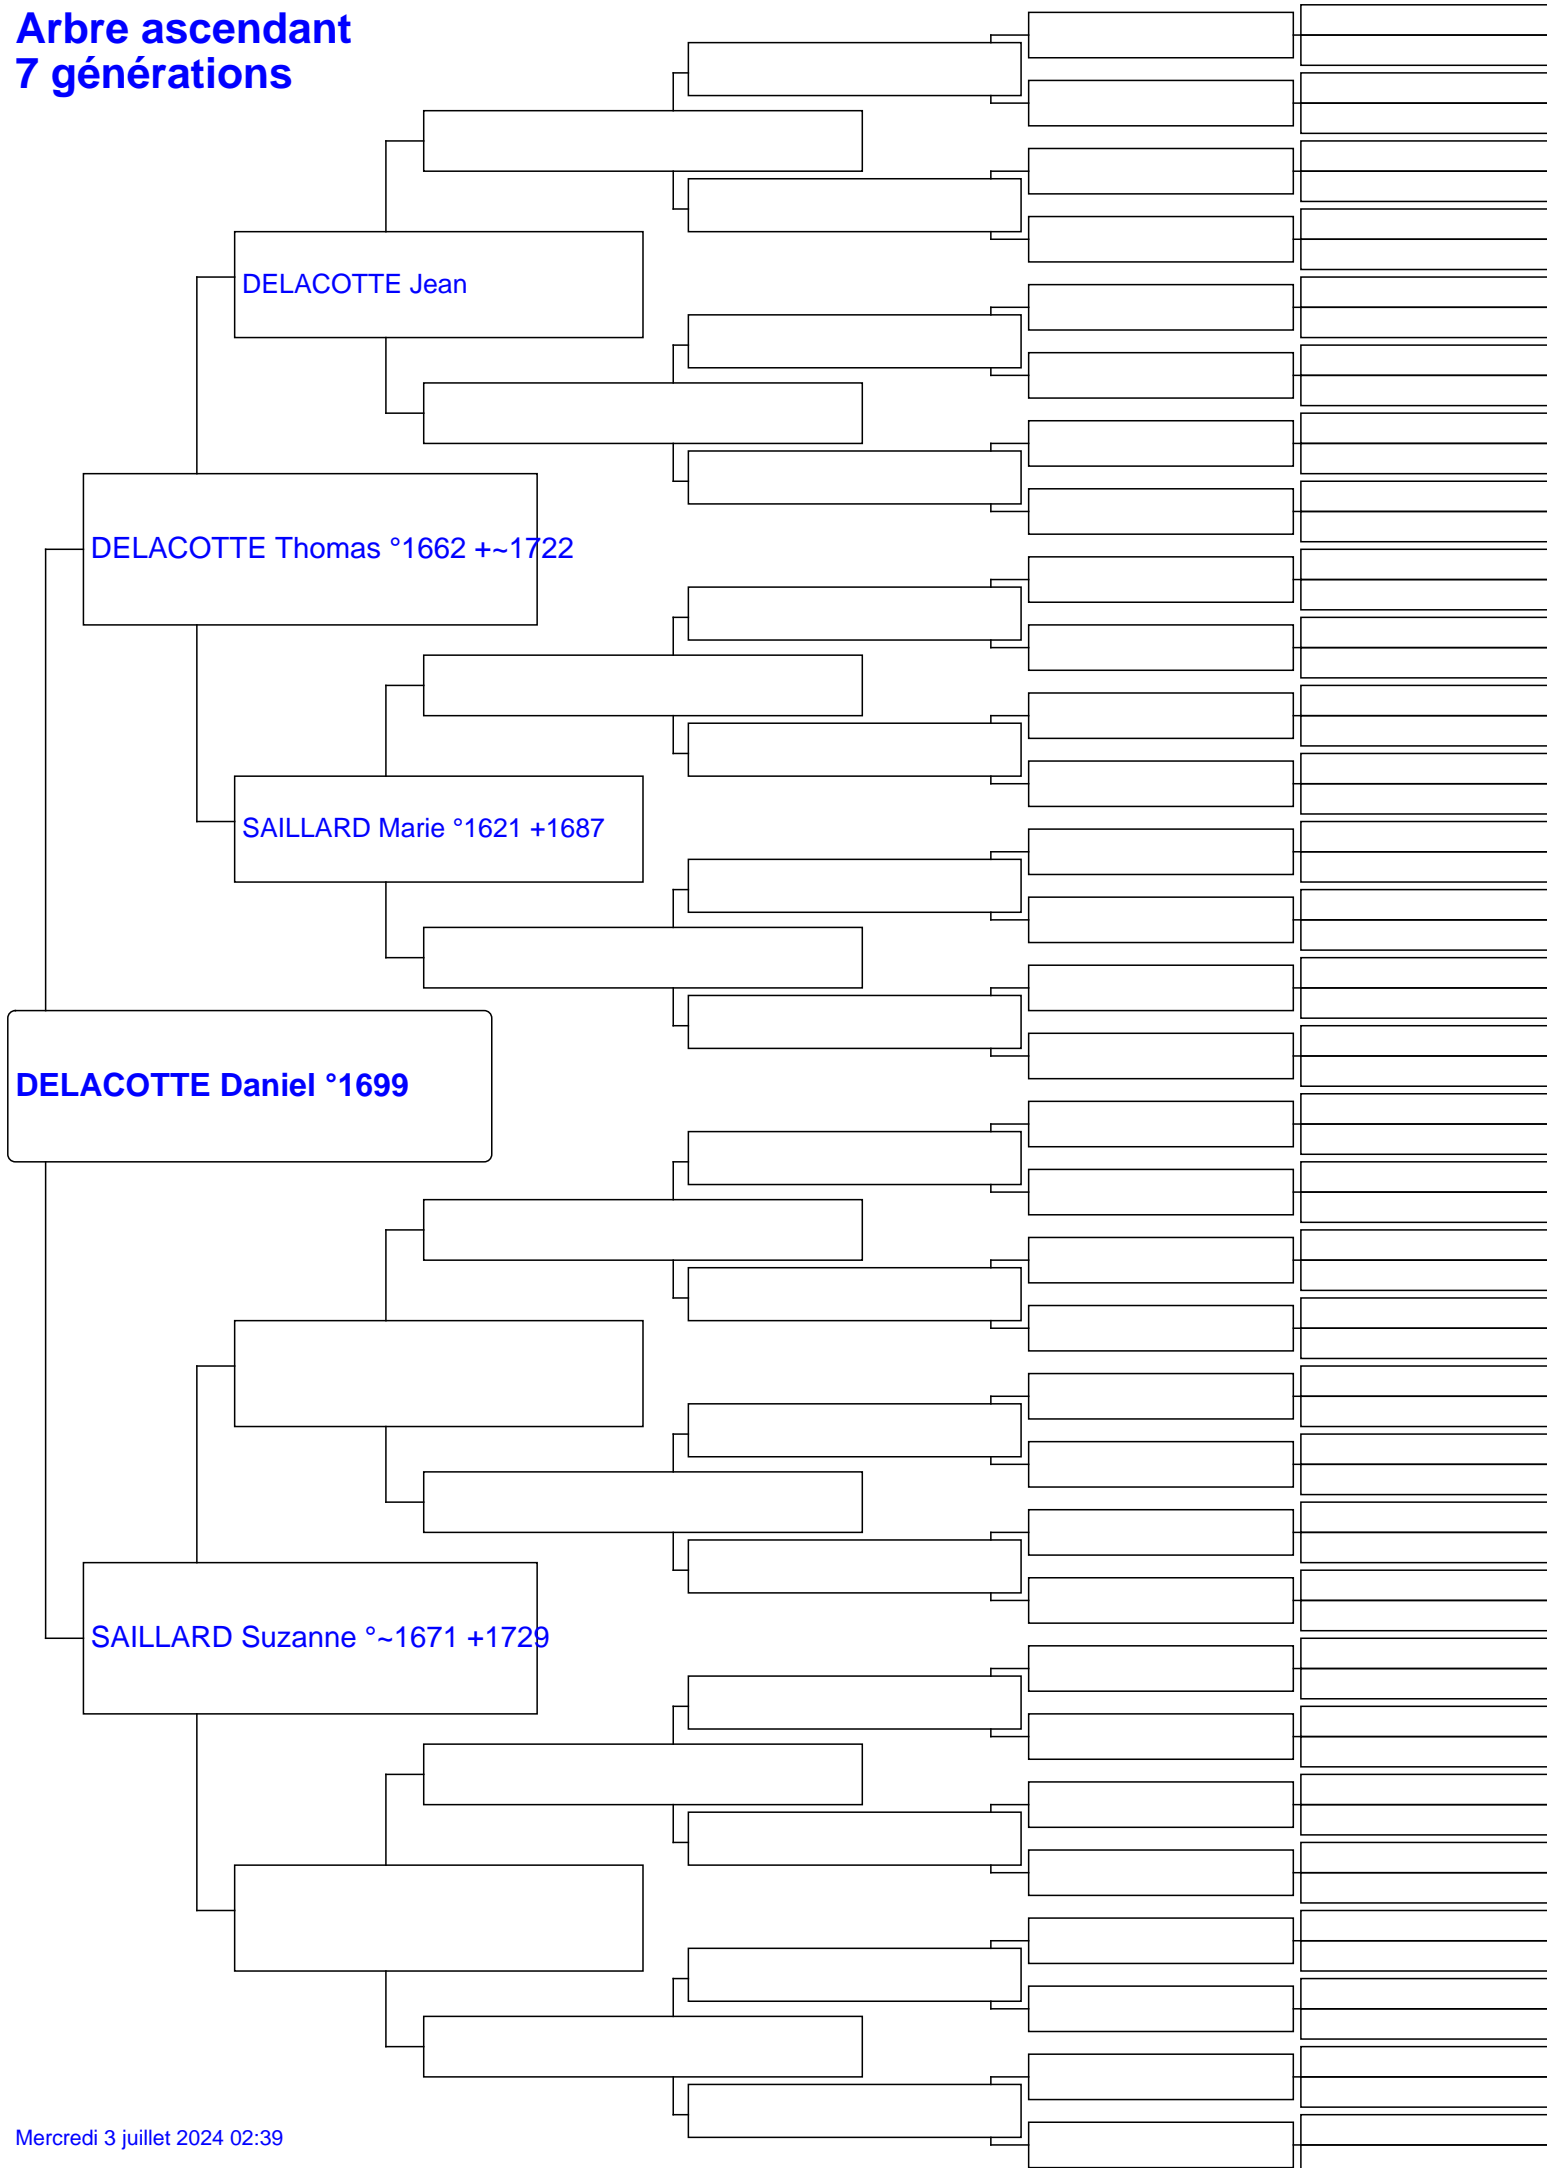 Arbre ascendant
7 générations
DELACOTTE Jean
DELACOTTE Thomas °1662 +~1722
SAILLARD Marie °1621 +1687
DELACOTTE Daniel °1699
SAILLARD Suzanne °~1671 +1729
Mercredi 3 juillet 2024 02:39